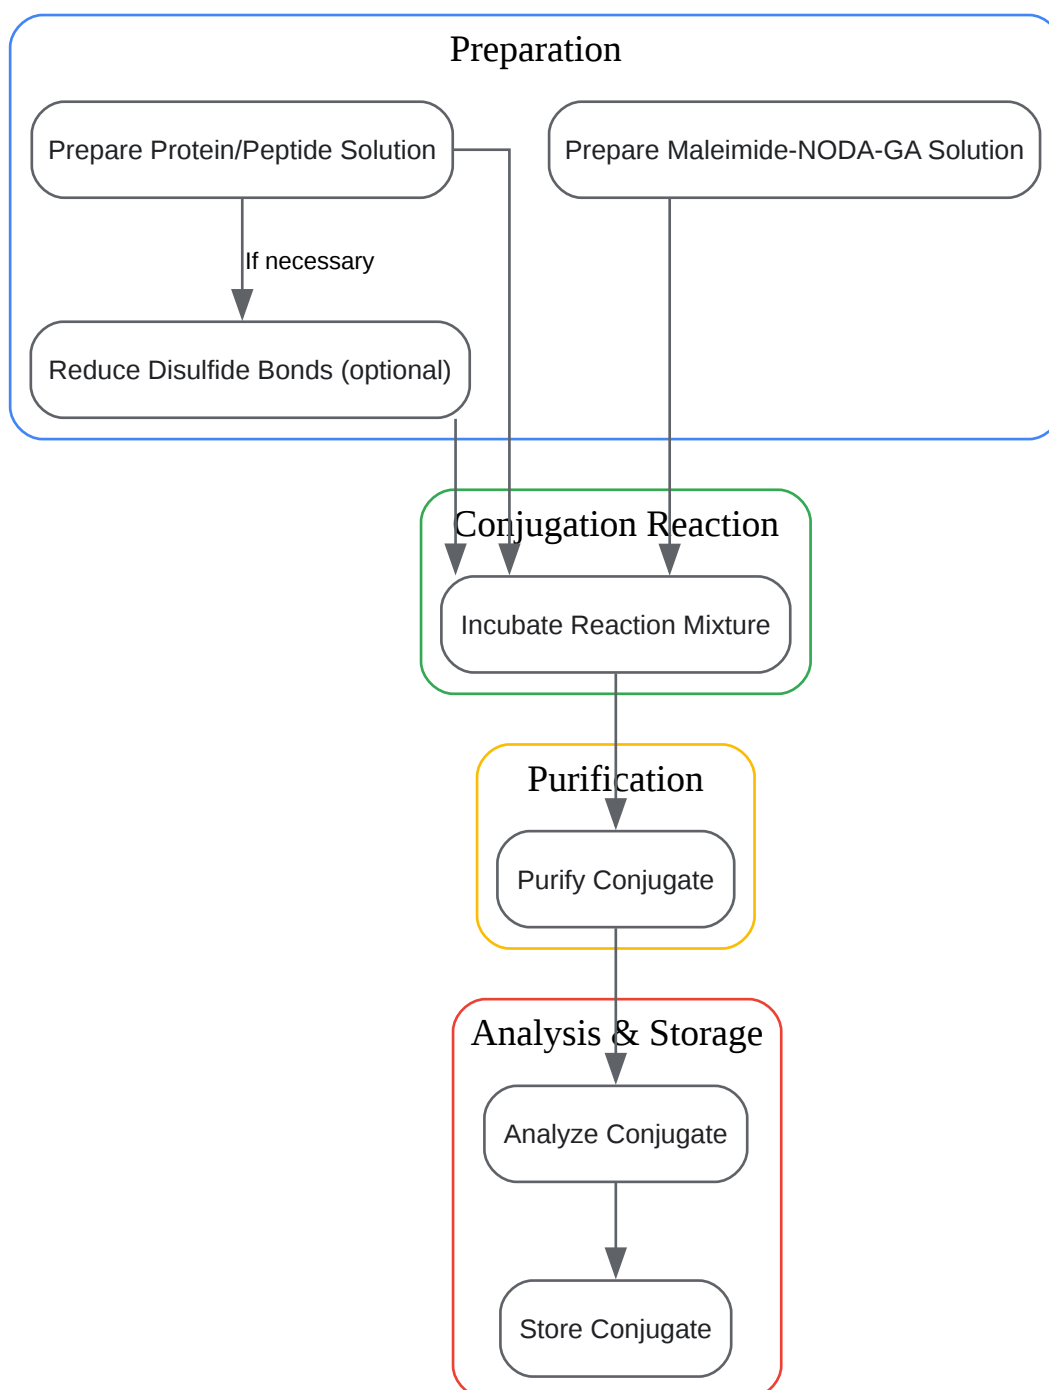 Preparation
Prepare Protein/Peptide Solution
Prepare Maleimide-NODA-GA Solution
If necessary
Reduce Disulfide Bonds (optional)
Conjugation Reaction
Incubate Reaction Mixture
Purification
Purify Conjugate
Analysis & Storage
Analyze Conjugate
Store Conjugate